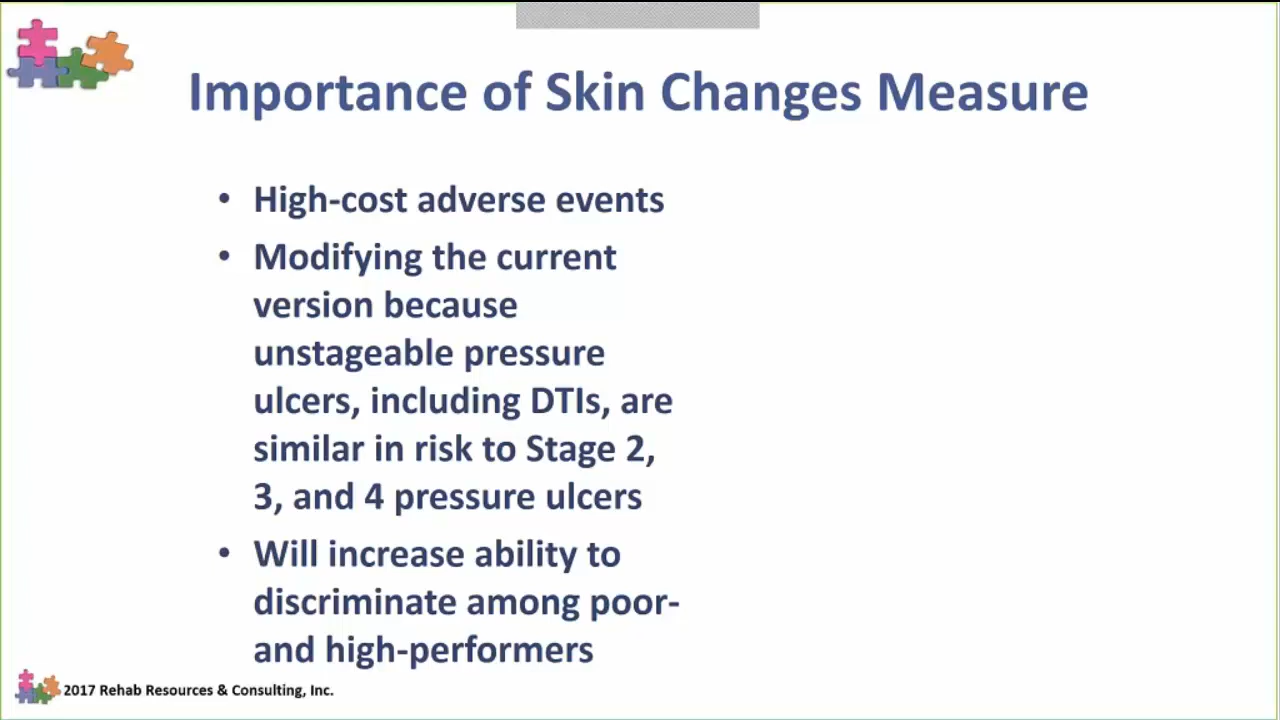 Importance of Skin Changes Measure
• High-cost adverse events
• Modifying the current
version because
unstageable pressure
ulcers, including DTIs, are
similar in risk to Stage 2,
3, and 4 pressure ulcers
• Will increase ability to
discriminate among poor-
and high-performers
2017 Rehab Resources & Consulting, Inc.